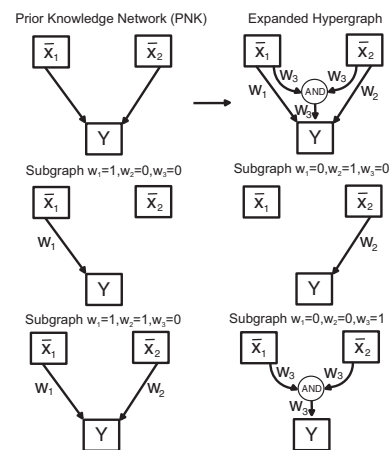 Prior Knowledge Network (PNK)
Expanded Hypergraph
x̅₁
x̅₂
Y
x̅₁
x̅₂
W₃
W₃
AND
W₁
W₃
W₂
Y
Subgraph w₁=1,w₂=0,w₃=0
Subgraph w₁=0,w₂=1,w₃=0
x̅₁
x̅₂
W₁
Y
x̅₁
x̅₂
W₂
Y
Subgraph w₁=1,w₂=1,w₃=0
Subgraph w₁=0,w₂=0,w₃=1
x̅₁
x̅₂
W₁
W₂
Y
x̅₁
x̅₂
W₃
W₃
AND
W₃
Y